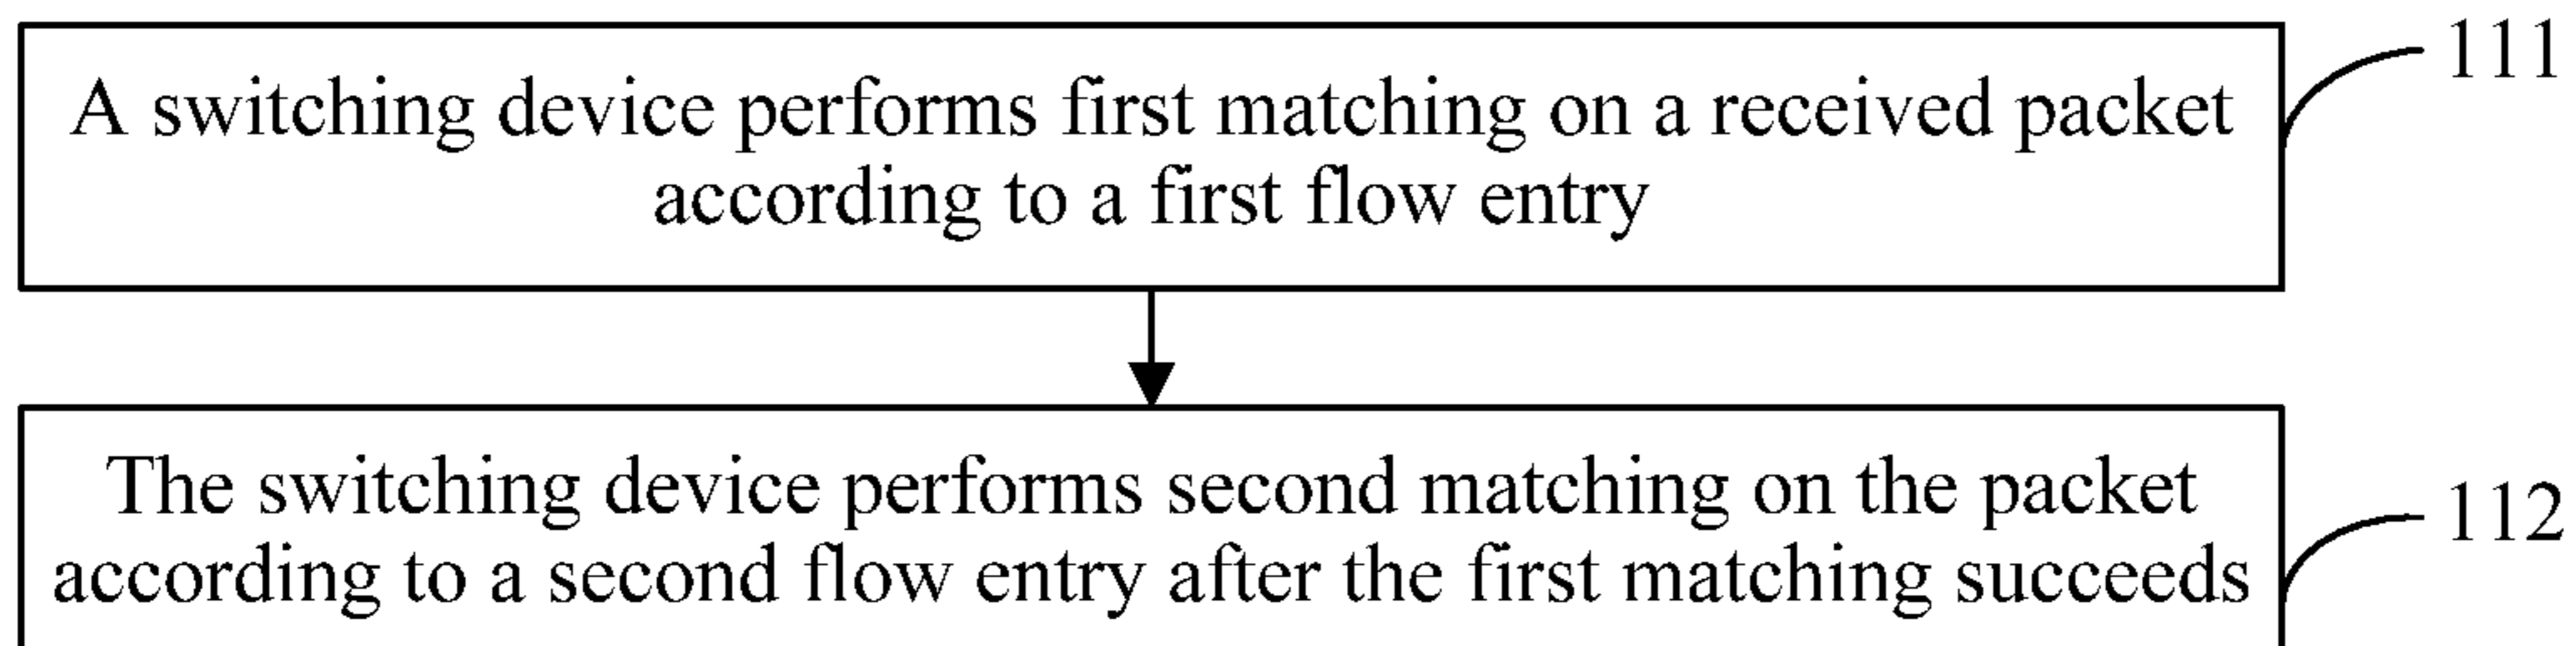 A switching device performs first matching on a received packet
according to a first flow entry
111
The switching device performs second matching on the packet
according to a second flow entry after the first matching succeeds
112